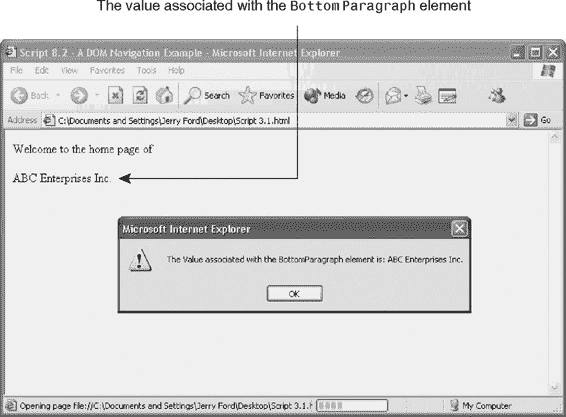 The value associated with the BottomParagraph element
Script 8.2 - A DOM Navigation Example - Microsoft Internet Explorer
File Edit View Favorites Tools Help
Back Search Favorites Media
Address C:\Documents and Settings\Jerry Ford\Desktop\Script 3.1.html Go
Welcome to the home page of
ABC Enterprises Inc.
Microsoft Internet Explorer
The Value associated with the BottomParagraph element is: ABC Enterprises Inc.
OK
Opening page file://C:\Documents and Settings\Jerry Ford\Desktop\Script 3.1.h My Computer